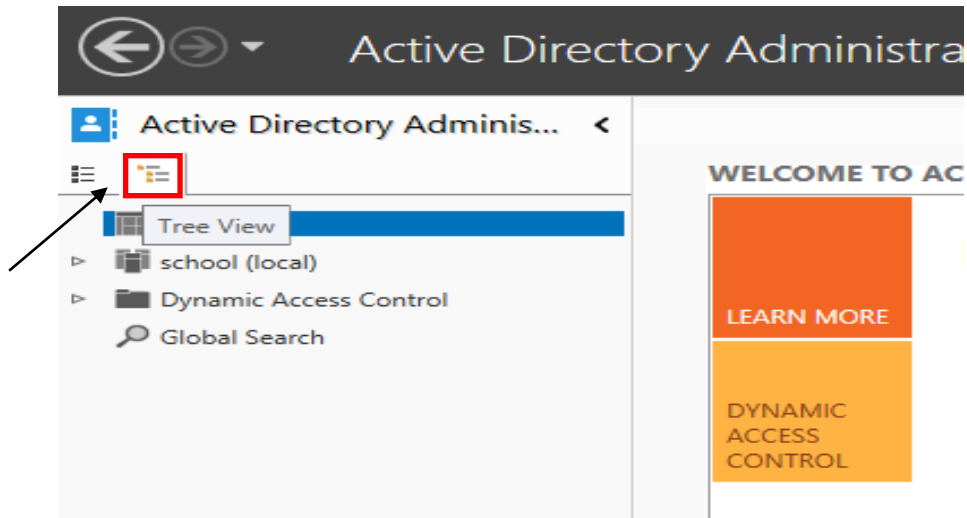 Active Directory Administra
Active Directory Adminis...
Tree View
school (local)
Dynamic Access Control
Global Search
WELCOME TO AC
LEARN MORE
DYNAMIC
ACCESS
CONTROL